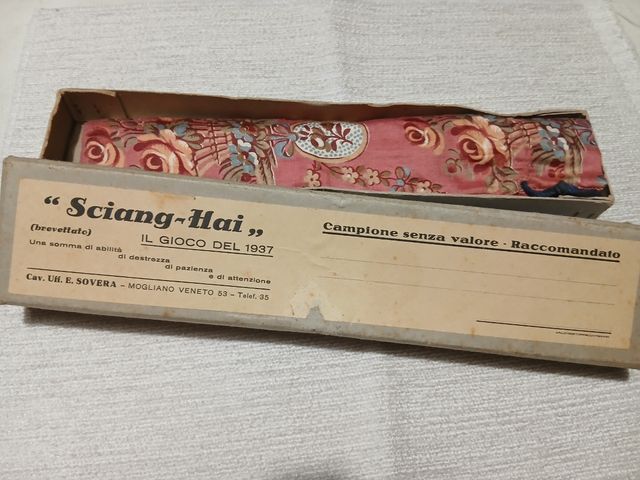 “ Sciang-Hai „
(brevettato)
IL GIOCO DEL 1937
Una somma di abilità
di destrezza
di pazienza
e di attenzione
Cav. Uff. E. SOVERA – MOGLIANO VENETO 53 – Telef. 35
Campione senza valore - Raccomandato